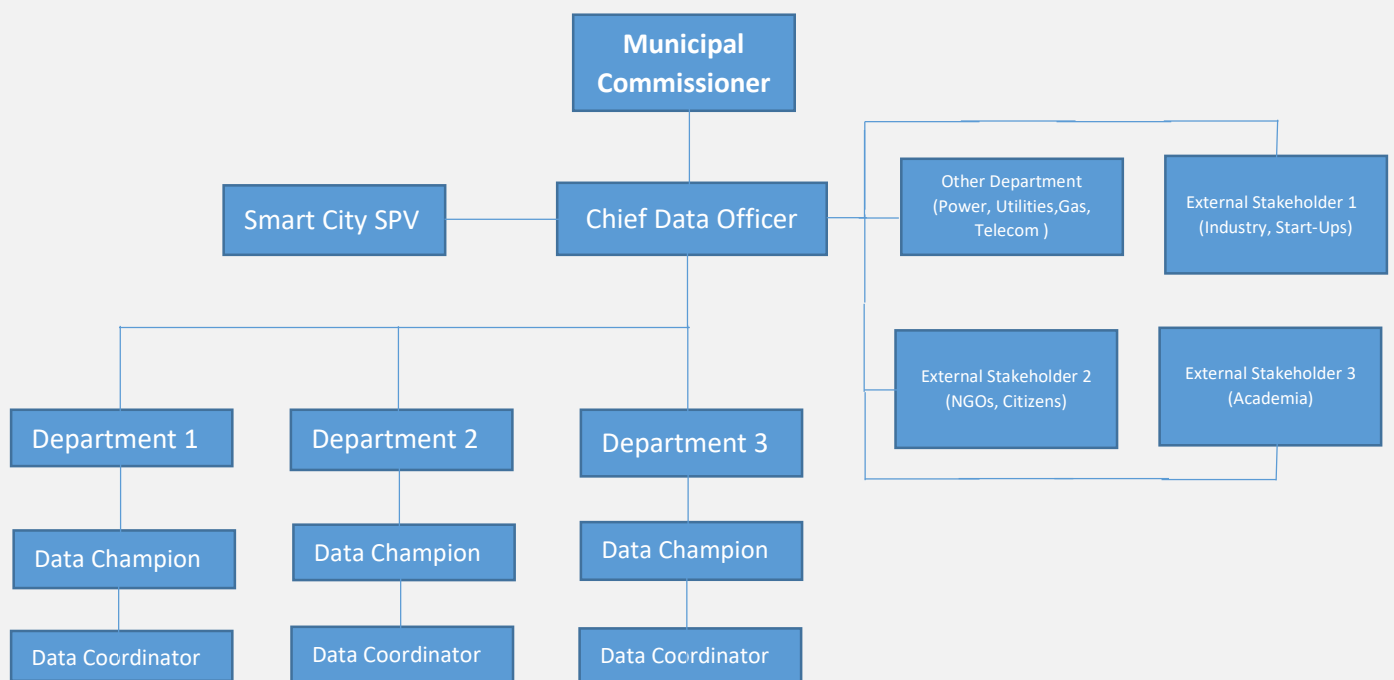 Municipal
Commissioner
Smart City SPV
Chief Data Officer
Other Department
(Power, Utilities,Gas,
Telecom )
External Stakeholder 1
(Industry, Start-Ups)
External Stakeholder 2
(NGOs, Citizens)
External Stakeholder 3
(Academia)
Department 1
Department 2
Department 3
Data Champion
Data Champion
Data Champion
Data Coordinator
Data Coordinator
Data Coordinator